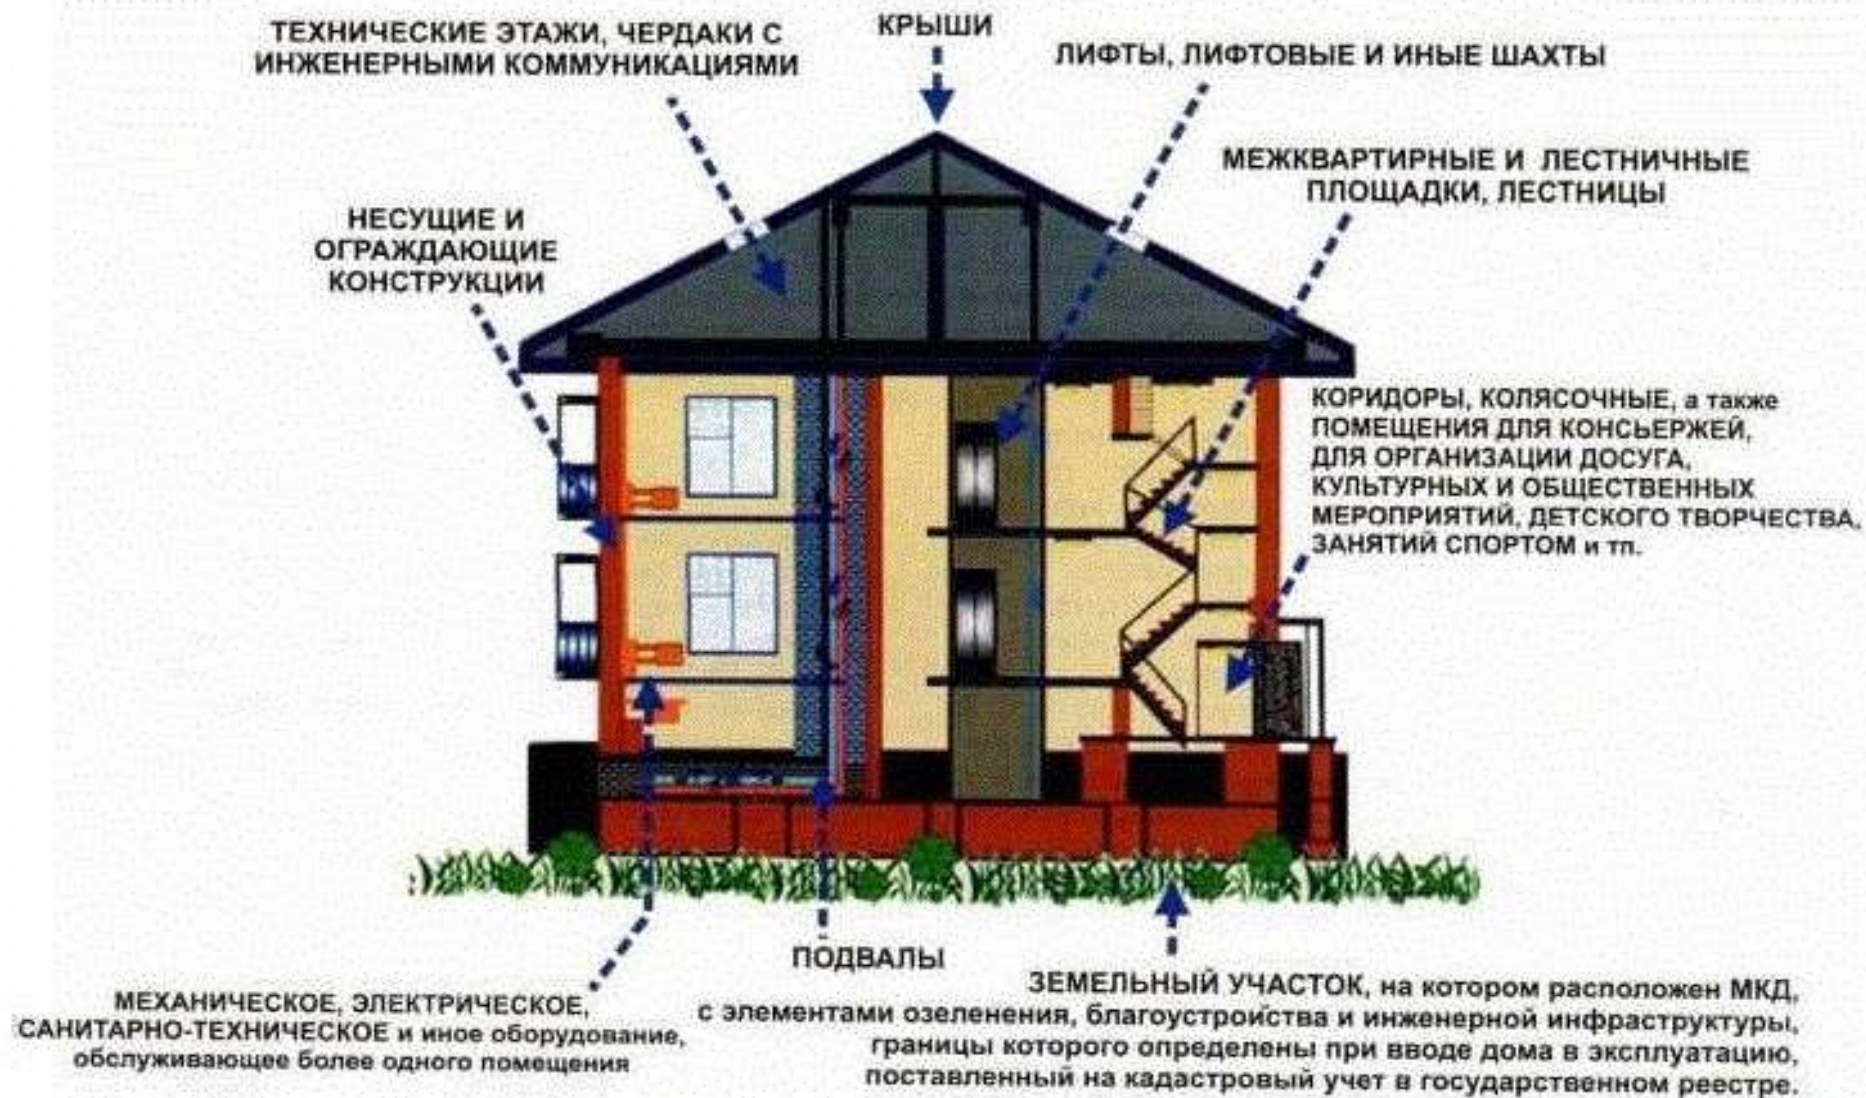 ТЕХНИЧЕСКИЕ ЭТАЖИ, ЧЕРДАКИ С
ИНЖЕНЕРНЫМИ КОММУНИКАЦИЯМИ
КРЫШИ
ЛИФТЫ, ЛИФТОВЫЕ И ИНЫЕ ШАХТЫ
МЕЖКВАРТИРНЫЕ И ЛЕСТНИЧНЫЕ
ПЛОЩАДКИ, ЛЕСТНИЦЫ
НЕСУЩИЕ И
ОГРАЖДАЮЩИЕ
КОНСТРУКЦИИ
КОРИДОРЫ, КОЛЯСОЧНЫЕ, а также
ПОМЕЩЕНИЯ ДЛЯ КОНСЬЕРЖЕЙ,
ДЛЯ ОРГАНИЗАЦИИ ДОСУГА,
КУЛЬТУРНЫХ И ОБЩЕСТВЕННЫХ
МЕРОПРИЯТИЙ, ДЕТСКОГО ТВОРЧЕСТВА,
ЗАНЯТИЙ СПОРТОМ и тп.
ПОДВАЛЫ
МЕХАНИЧЕСКОЕ, ЭЛЕКТРИЧЕСКОЕ,
САНИТАРНО-ТЕХНИЧЕСКОЕ и иное оборудование,
обслуживающее более одного помещения
ЗЕМЕЛЬНЫЙ УЧАСТОК, на котором расположен МКД,
с элементами озеленения, благоустройства и инженерной инфраструктуры,
границы которого определены при вводе дома в эксплуатацию,
поставленный на кадастровый учет в государственном реестре.